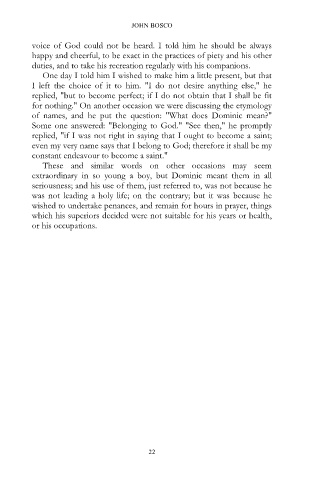 JOHN BOSCO
voice of God could not be heard. I told him he should be always
happy and cheerful, to be exact in the practices of piety and his other
duties, and to take his recreation regularly with his companions.
One day I told him I wished to make him a little present, but that
I left the choice of it to him. "I do not desire anything else," he
replied, "but to become perfect; if I do not obtain that I shall be fit
for nothing." On another occasion we were discussing the etymology
of names, and he put the question: "What does Dominic mean?"
Some one answered: "Belonging to God." "See then," he promptly
replied, "if I was not right in saying that I ought to become a saint;
even my very name says that I belong to God; therefore it shall be my
constant endeavour to become a saint."
These and similar words on other occasions may seem
extraordinary in so young a boy, but Dominic meant them in all
seriousness; and his use of them, just referred to, was not because he
was not leading a holy life; on the contrary; but it was because he
wished to undertake penances, and remain for hours in prayer, things
which his superiors decided were not suitable for his years or health,
or his occupations.
22